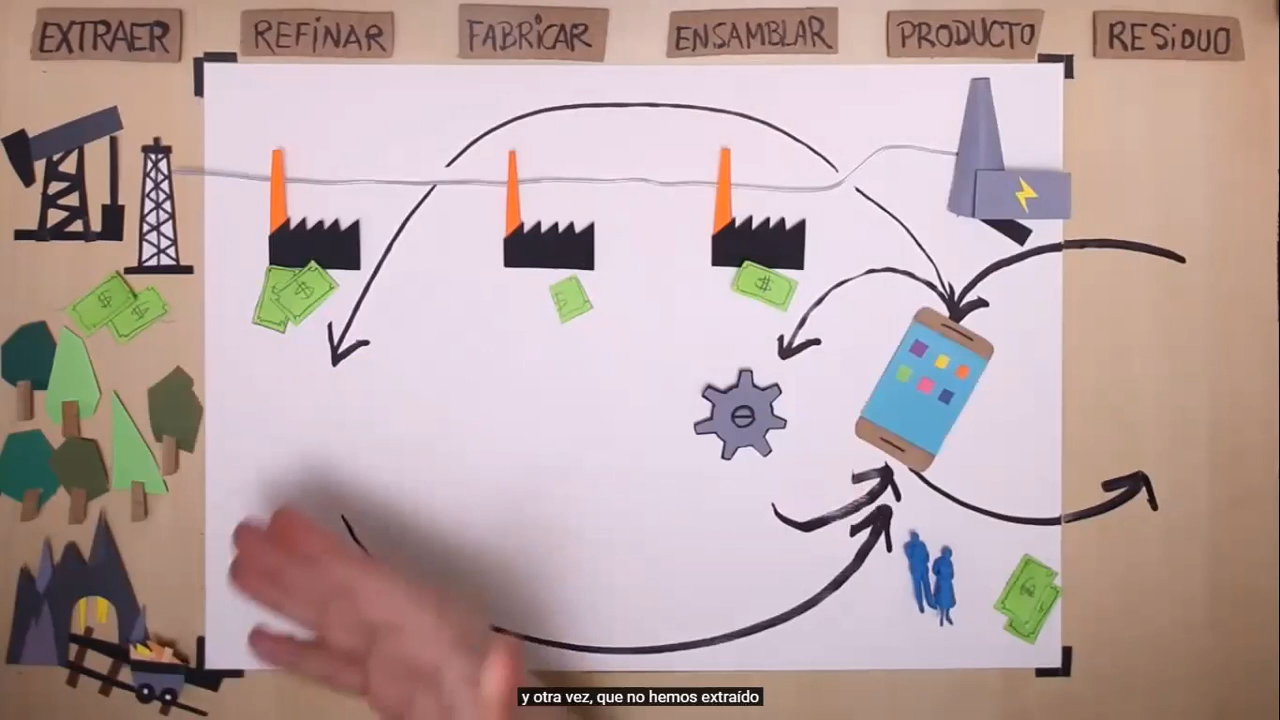 EXTRAER
REFINAR
FABRICAR
ENSAMBLAR
PRODUCTO
RESIDUO
$
$
$
$
$
y otra vez, que no hemos extraído